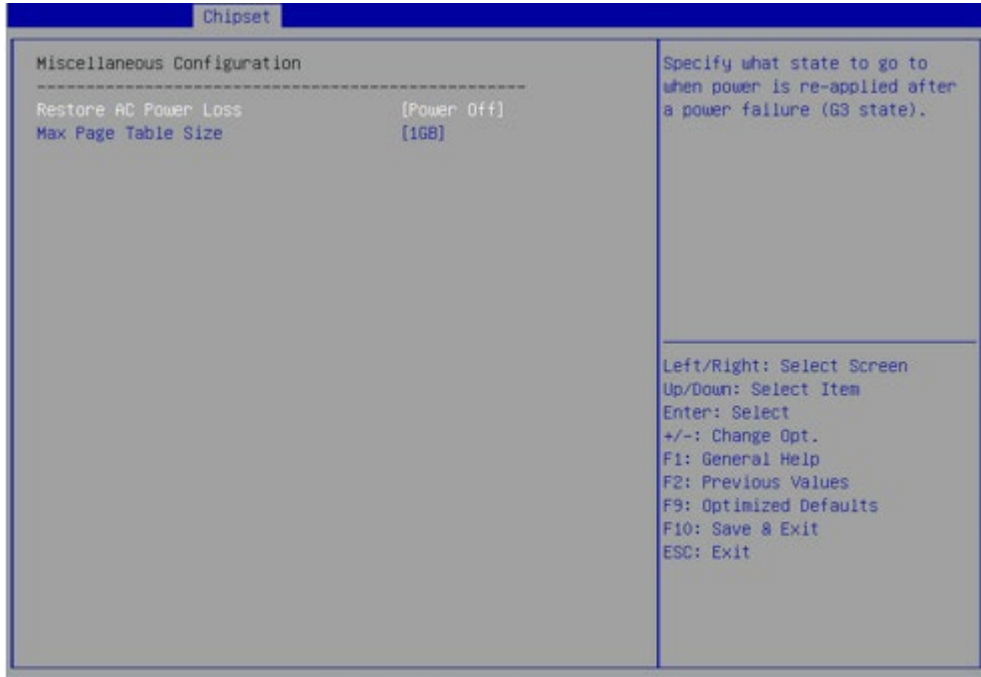 Chipset
Miscellaneous Configuration
--------------------------------------------------
Restore AC Power Loss [Power Off]
Max Page Table Size [1GB]
Specify what state to go to
when power is re-applied after
a power failure (G3 state).
Left/Right: Select Screen
Up/Down: Select Item
Enter: Select
+/-: Change Opt.
F1: General Help
F2: Previous Values
F9: Optimized Defaults
F10: Save & Exit
ESC: Exit